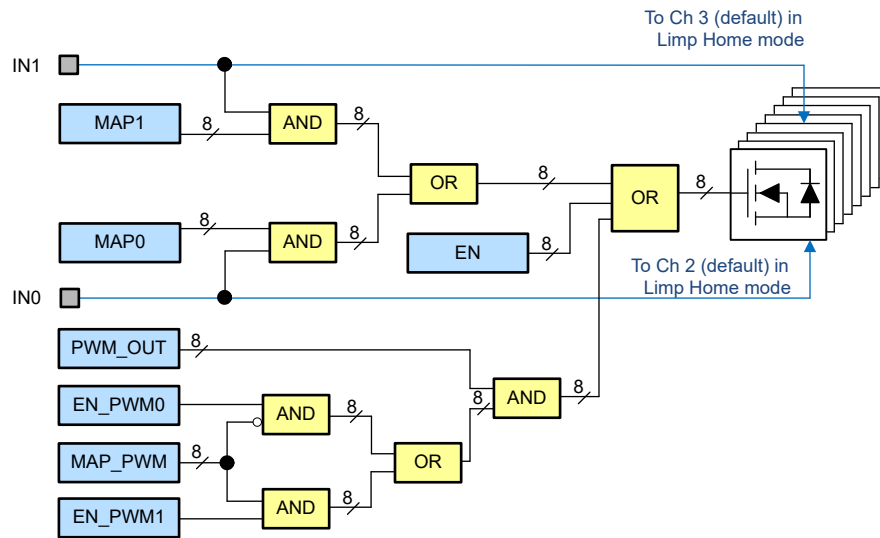 To Ch 3 (default) in
Limp Home mode
IN1
MAP1
8
AND
8
OR
8
OR
8
MAP0
8
AND
8
EN
8
To Ch 2 (default) in
Limp Home mode
IN0
PWM_OUT
8
AND
8
8
EN_PWM0
AND
8
MAP_PWM
8
OR
EN_PWM1
AND
8